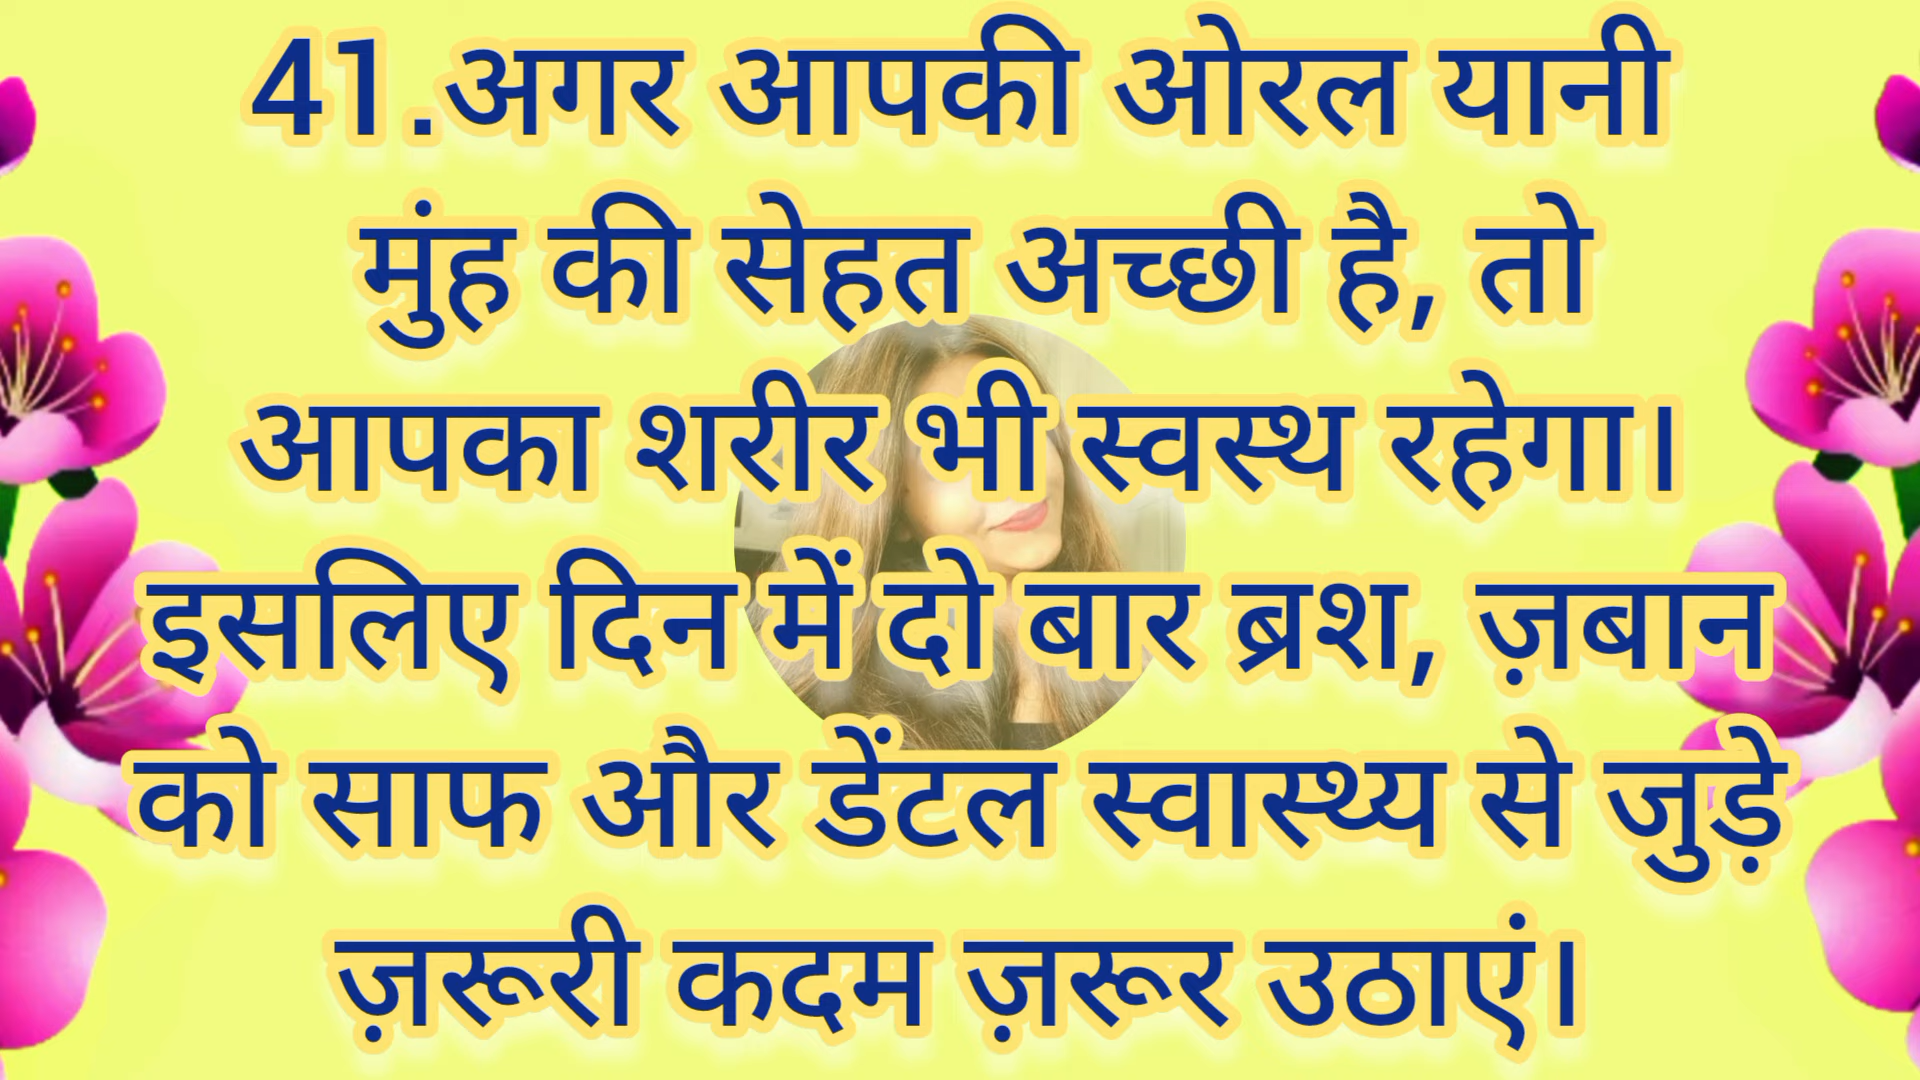 41.अगर आपकी ओरल यानी
मुंह की सेहत अच्छी है, तो
आपका शरीर भी स्वस्थ रहेगा।
इसलिए दिन में दो बार ब्रश, ज़बान
को साफ और डेंटल स्वास्थ्य से जुड़े
ज़रूरी कदम ज़रूर उठाएं।